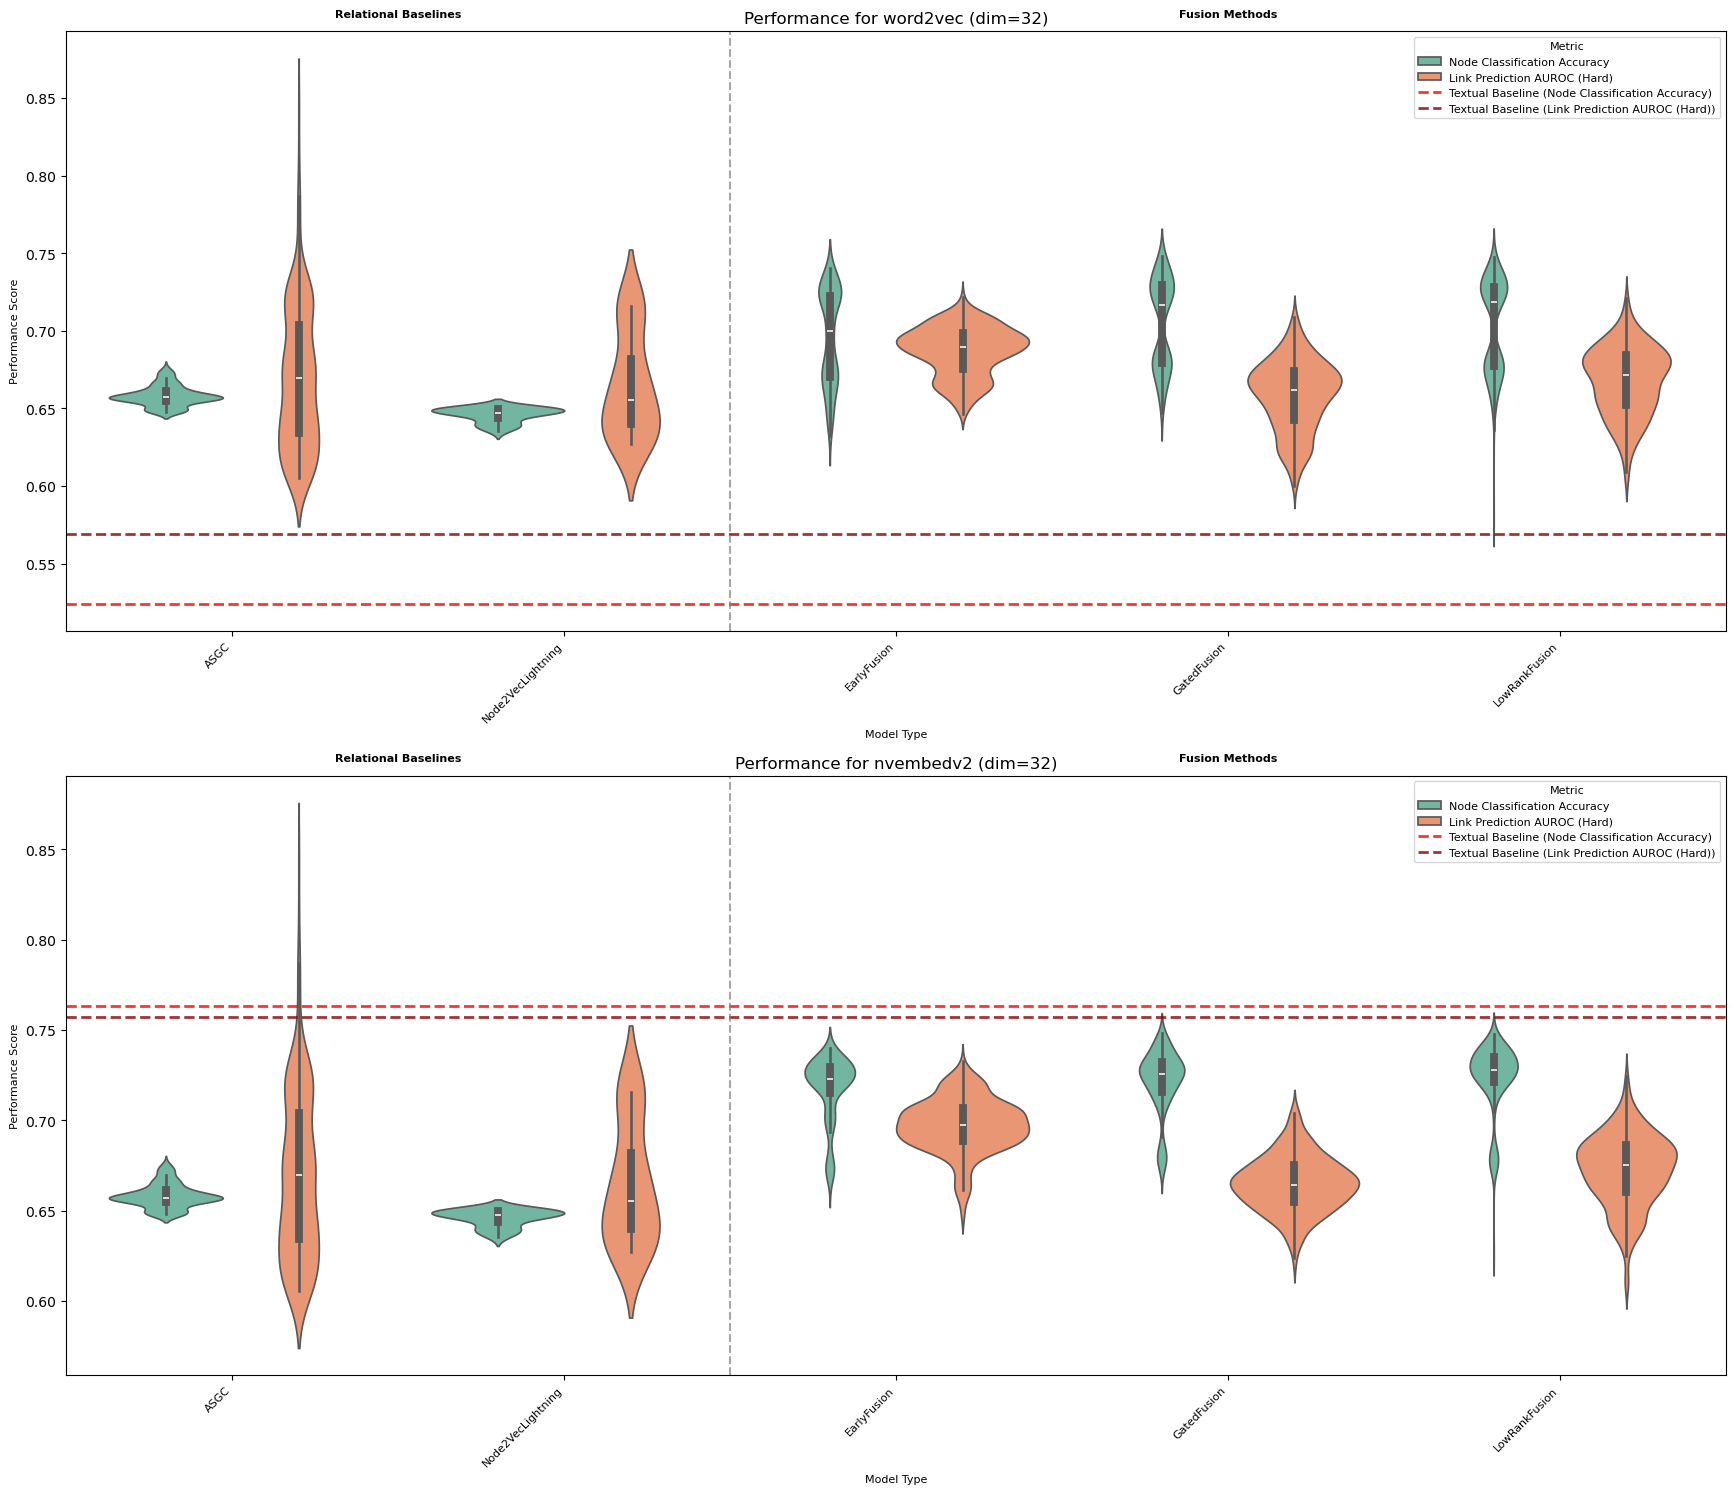 Relational Baselines
Performance for word2vec (dim=32)
Fusion Methods
Metric
Node Classification Accuracy
Link Prediction AUROC (Hard)
Textual Baseline (Node Classification Accuracy)
Textual Baseline (Link Prediction AUROC (Hard))
Performance Score
0.85
0.80
0.75
0.70
0.65
0.60
0.55
ASGC
Node2VecLightning
EarlyFusion
GatedFusion
LowRankFusion
Model Type
Relational Baselines
Performance for nvembedv2 (dim=32)
Fusion Methods
Metric
Node Classification Accuracy
Link Prediction AUROC (Hard)
Textual Baseline (Node Classification Accuracy)
Textual Baseline (Link Prediction AUROC (Hard))
Performance Score
0.85
0.80
0.75
0.70
0.65
0.60
ASGC
Node2VecLightning
EarlyFusion
GatedFusion
LowRankFusion
Model Type